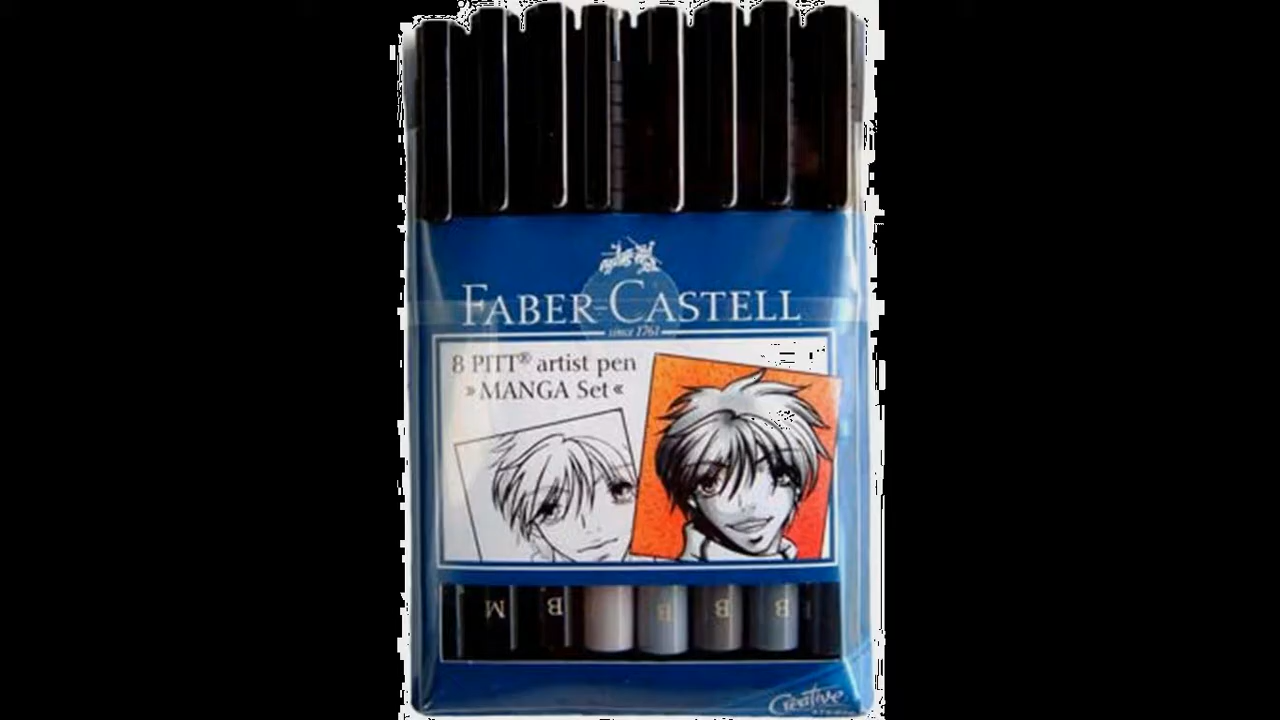 FABER-CASTELL
since 1761
8 PITT® artist pen
»MANGA Set«
M B B B B
Creative